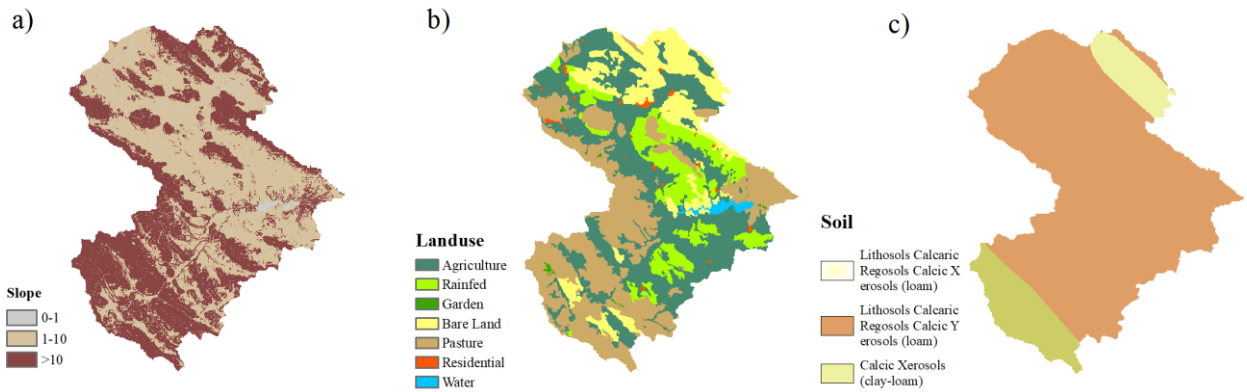 a)
Slope
0-1
1-10
>10
b)
Landuse
Agriculture
Rainfed
Garden
Bare Land
Pasture
Residential
Water
c)
Soil
Lithosols Calcaric
Regosols Calcic X
erosols (loam)
Lithosols Calcaric
Regosols Calcic Y
erosols (loam)
Calcic Xerosols
(clay-loam)